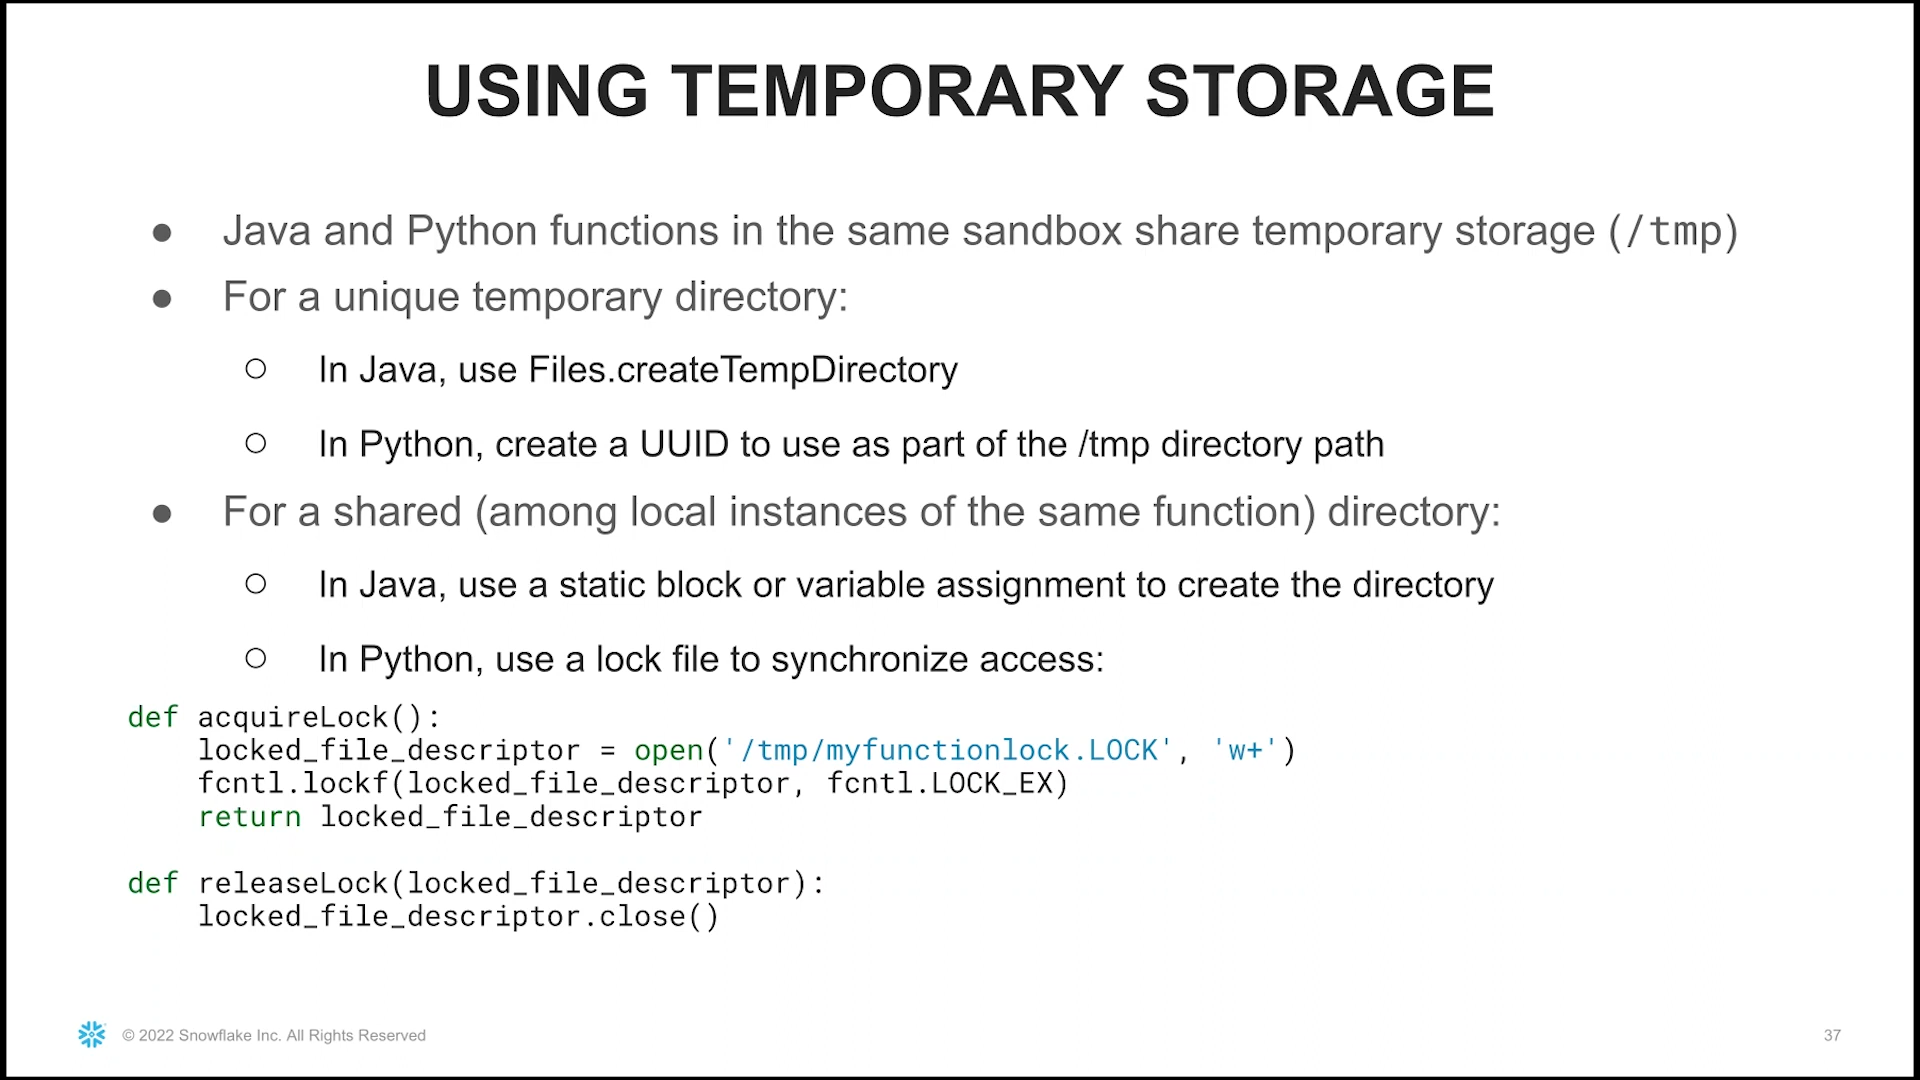 USING TEMPORARY STORAGE
● Java and Python functions in the same sandbox share temporary storage (/tmp)
● For a unique temporary directory:
○ In Java, use Files.createTempDirectory
○ In Python, create a UUID to use as part of the /tmp directory path
● For a shared (among local instances of the same function) directory:
○ In Java, use a static block or variable assignment to create the directory
○ In Python, use a lock file to synchronize access:
def acquireLock():
    locked_file_descriptor = open('/tmp/myfunctionlock.LOCK', 'w+')
    fcntl.lockf(locked_file_descriptor, fcntl.LOCK_EX)
    return locked_file_descriptor
def releaseLock(locked_file_descriptor):
    locked_file_descriptor.close()
© 2022 Snowflake Inc. All Rights Reserved
37